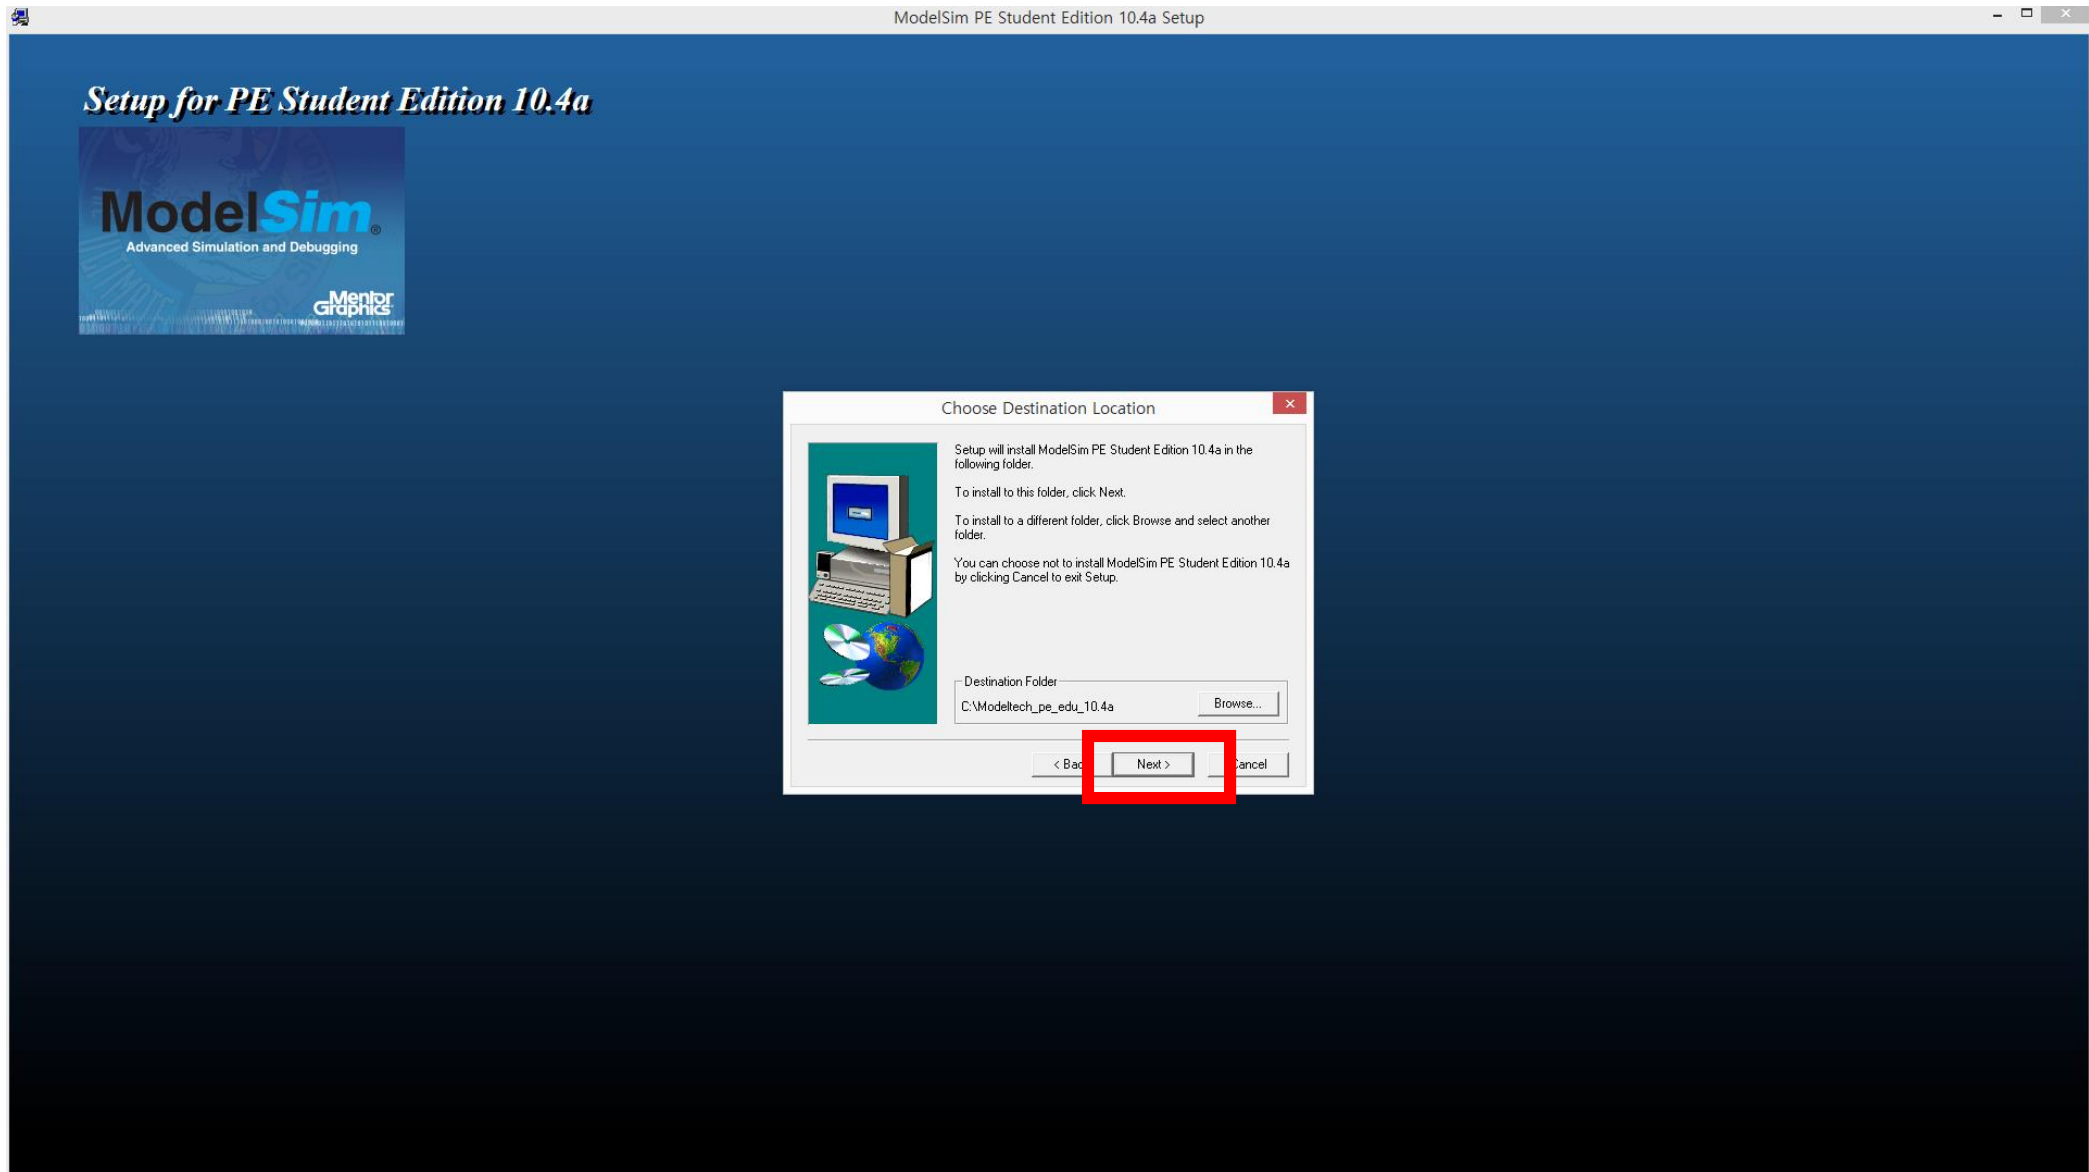 ModelSim PE Student Edition 10.4a Setup
Setup for PE Student Edition 10.4a
ModelSim®
Advanced Simulation and Debugging
Mentor
Graphics
Choose Destination Location
Setup will install ModelSim PE Student Edition 10.4a in the
following folder.
To install to this folder, click Next.
To install to a different folder, click Browse and select another
folder.
You can choose not to install ModelSim PE Student Edition 10.4a
by clicking Cancel to exit Setup.
Destination Folder
C:\Modeltech_pe_edu_10.4a
Browse...
< Bac Next > Cancel